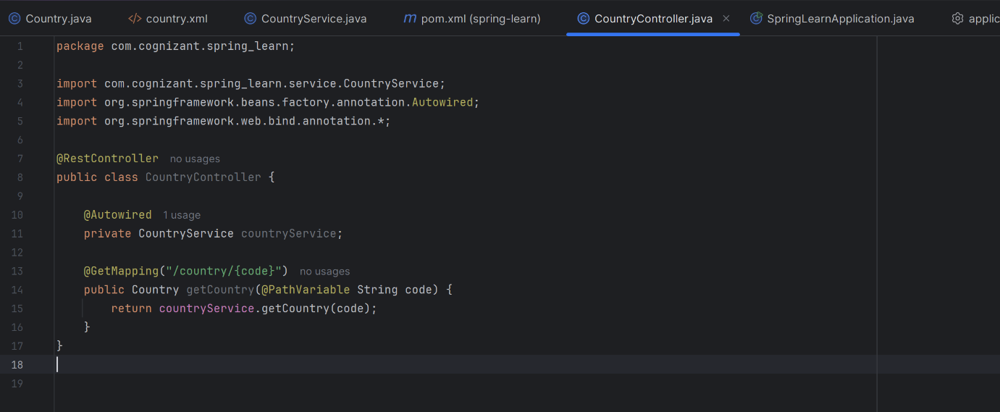 Country.java </> country.xml CountryService.java m pom.xml (spring-learn) CountryController.java × SpringLearnApplication.java applic
1 package com.cognizant.spring_learn;
2
3 import com.cognizant.spring_learn.service.CountryService;
4 import org.springframework.beans.factory.annotation.Autowired;
5 import org.springframework.web.bind.annotation.*;
6
7 @RestController no usages
8 public class CountryController {
9
10 @Autowired 1 usage
11 private CountryService countryService;
12
13 @GetMapping("/country/{code}") no usages
14 public Country getCountry(@PathVariable String code) {
15 return countryService.getCountry(code);
16 }
17 }
18
19